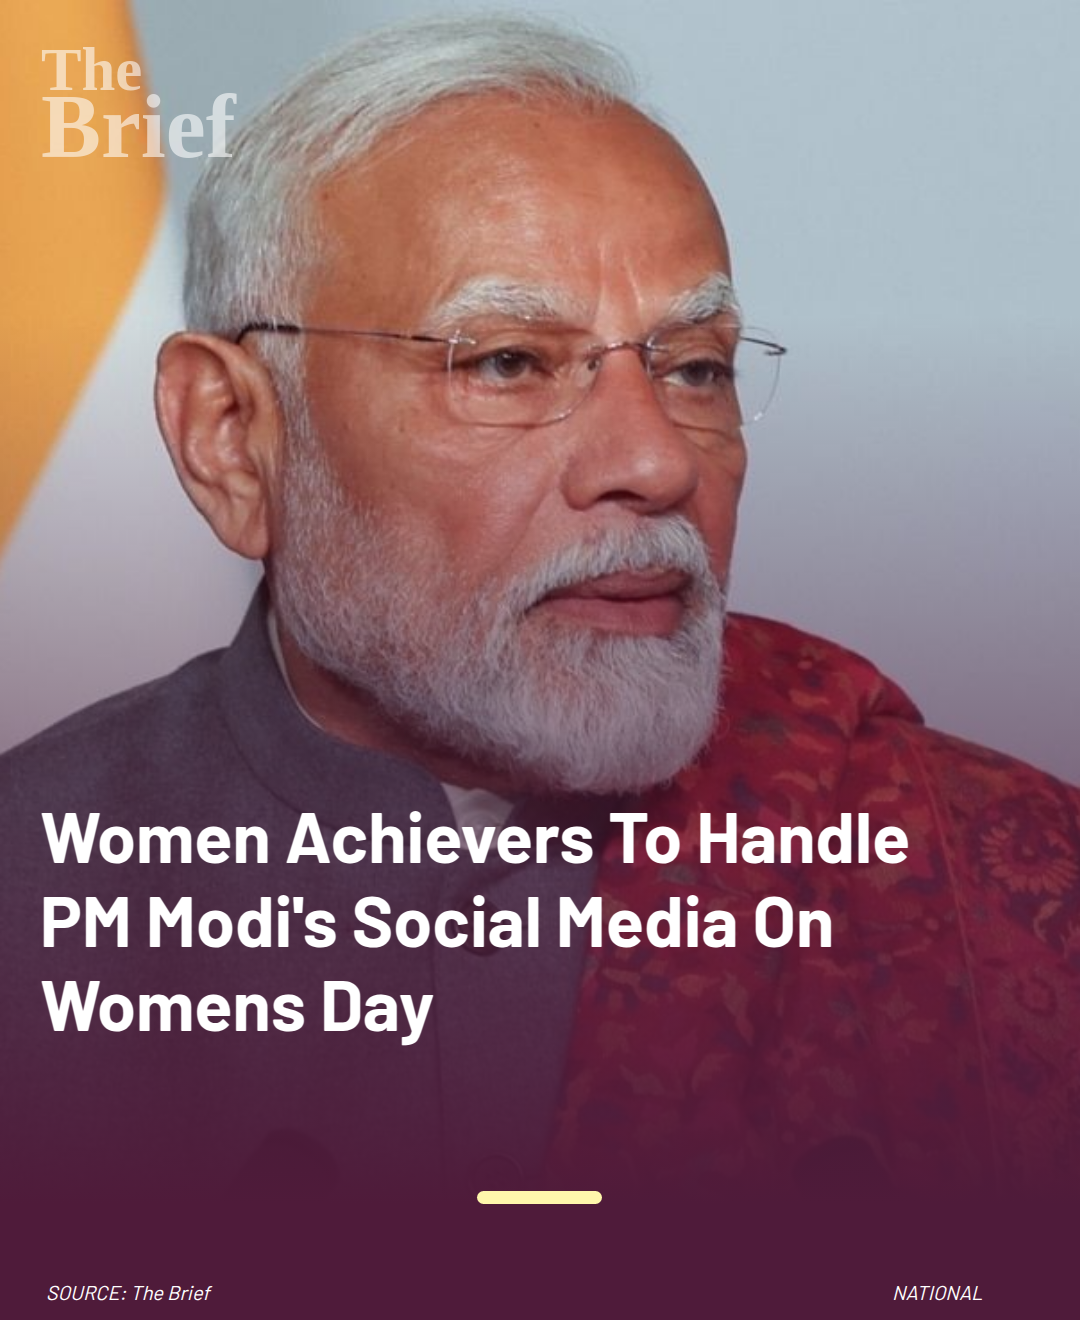 The
Brief
Women Achievers To Handle
PM Modi's Social Media On
Womens Day
SOURCE: The Brief
NATIONAL